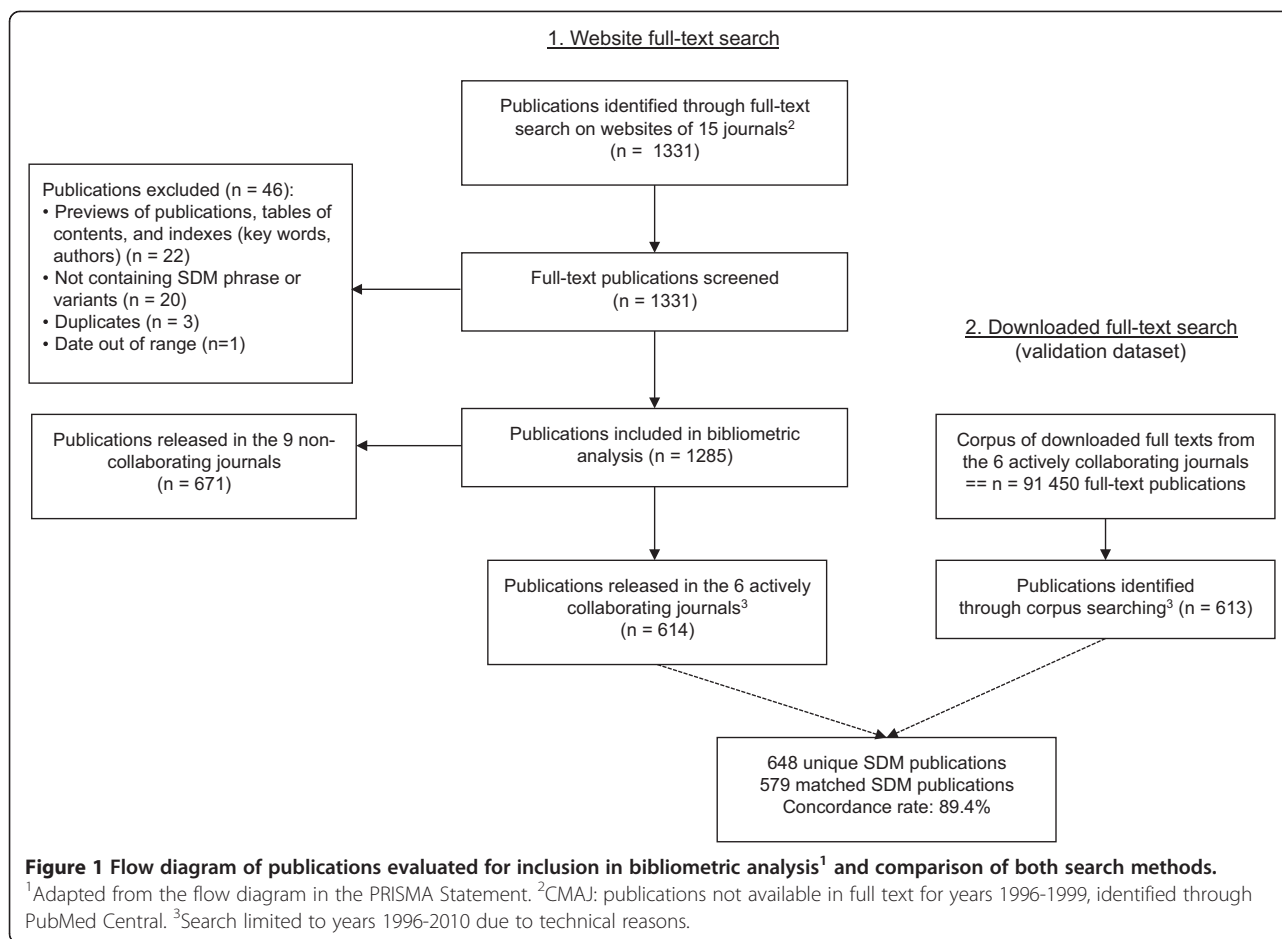 1. Website full-text search
Publications identified through full-text
search on websites of 15 journals²
(n = 1331)
Publications excluded (n = 46):
• Previews of publications, tables of
contents, and indexes (key words,
authors) (n = 22)
• Not containing SDM phrase or
variants (n = 20)
• Duplicates (n = 3)
• Date out of range (n=1)
Full-text publications screened
(n = 1331)
2. Downloaded full-text search
(validation dataset)
Publications released in the 9 non-
collaborating journals
(n = 671)
Publications included in bibliometric
analysis (n = 1285)
Corpus of downloaded full texts from
the 6 actively collaborating journals
== n = 91 450 full-text publications
Publications released in the 6 actively
collaborating journals³
(n = 614)
Publications identified
through corpus searching³ (n = 613)
648 unique SDM publications
579 matched SDM publications
Concordance rate: 89.4%
Figure 1 Flow diagram of publications evaluated for inclusion in bibliometric analysis¹ and comparison of both search methods.
¹Adapted from the flow diagram in the PRISMA Statement. ²CMAJ: publications not available in full text for years 1996-1999, identified through
PubMed Central. ³Search limited to years 1996-2010 due to technical reasons.